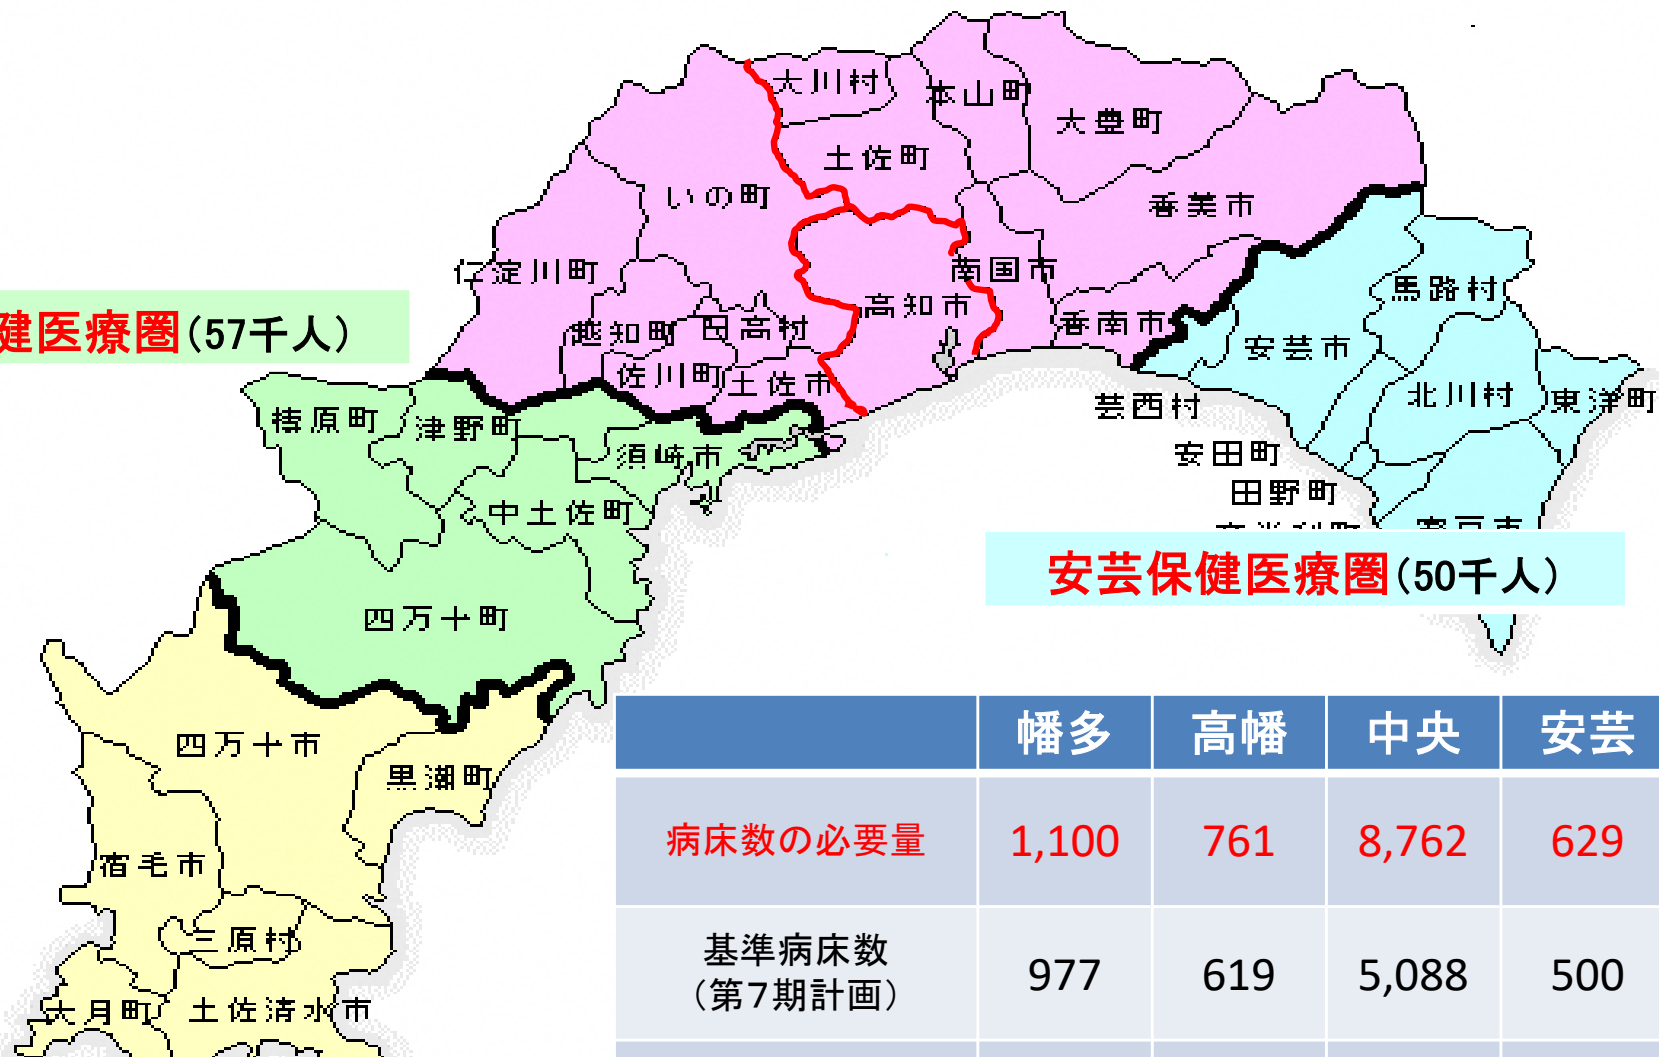 大川村
本山町
大豊町
土佐町
いの町
香美市
仁淀川町
南国市
馬路村
高知市
香南市
健医療圏(57千人)
越知町
日高村
安芸市
佐川町
土佐市
北川村
東洋町
芸西村
梼原町
津野町
須崎市
安田町
田野町
中土佐町
室戸市
安芸保健医療圏(50千人)
四万十町
四万十市
黒潮町
幡多 高幡 中央 安芸
病床数の必要量 1,100 761 8,762 629
宿毛市
三原村
基準病床数
(第7期計画) 977 619 5,088 500
大月町
土佐清水市